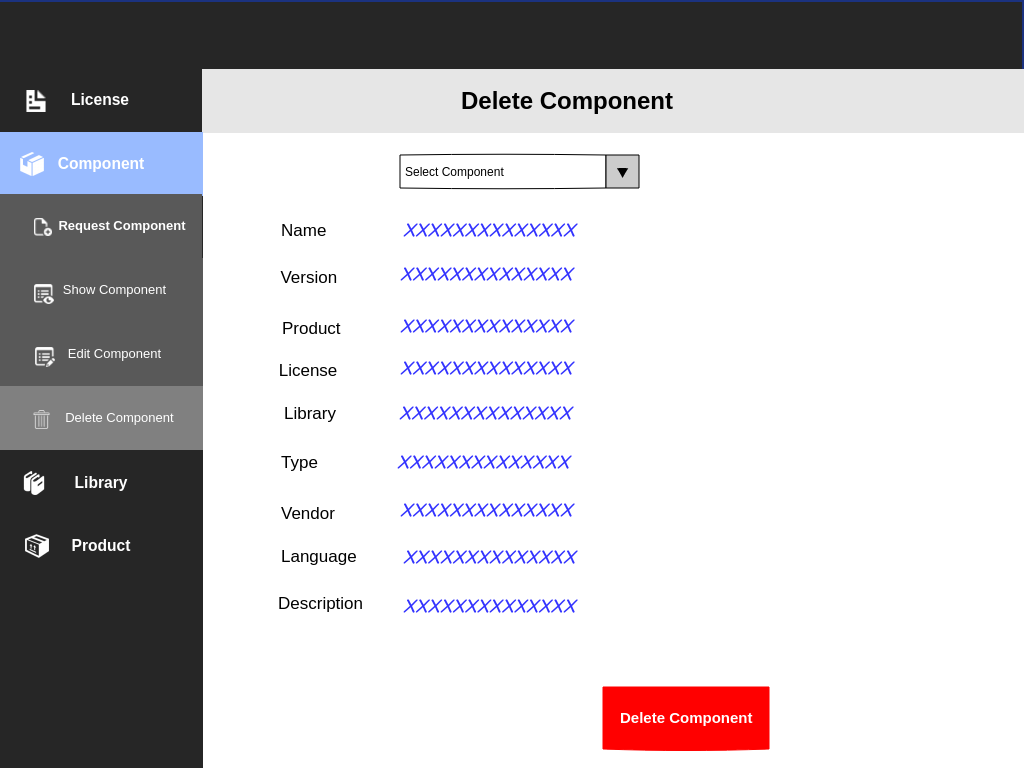 License
Component
Request Component
Show Component
Edit Component
Delete Component
Library
Product
Delete Component
Select Component
Name XXXXXXXXXXXXXX
Version XXXXXXXXXXXXXX
Product XXXXXXXXXXXXXX
License XXXXXXXXXXXXXX
Library XXXXXXXXXXXXXX
Type XXXXXXXXXXXXXX
Vendor XXXXXXXXXXXXXX
Language XXXXXXXXXXXXXX
Description XXXXXXXXXXXXXX
Delete Component